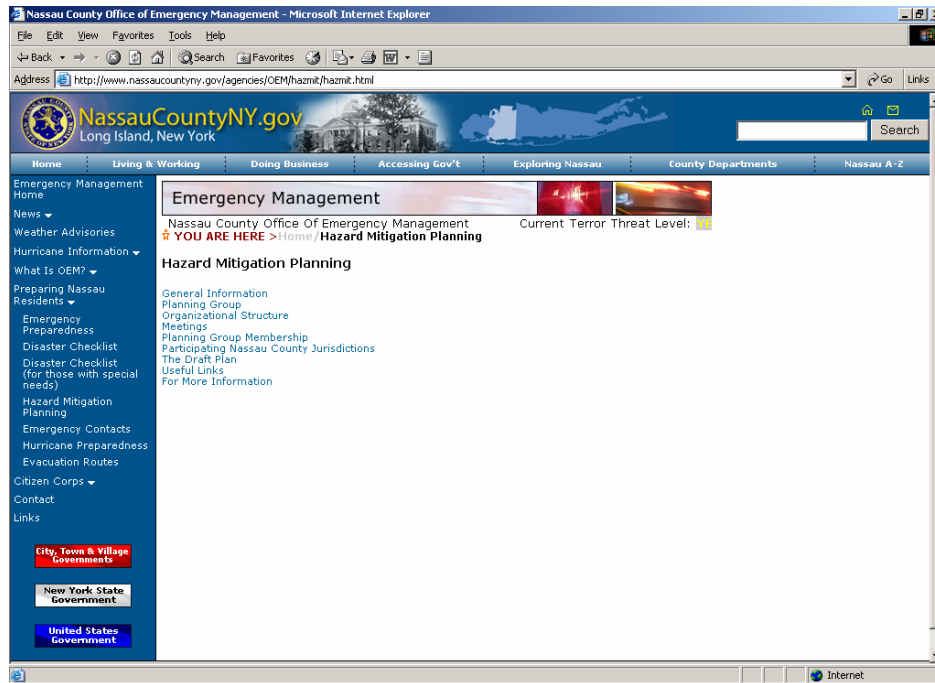 Nassau County Office of Emergency Management - Microsoft Internet Explorer
File Edit View Favorites Tools Help
Back Search Favorites
Address http://www.nassaucountyny.gov/agencies/OEM/hazmit/hazmit.html Go Links
NassauCountyNY.gov
Long Island, New York
Search
Home Living & Working Doing Business Accessing Gov't Exploring Nassau County Departments Nassau A-Z
Emergency Management
Home
News
Weather Advisories
Hurricane Information
What Is OEM?
Preparing Nassau
Residents
Emergency
Preparedness
Disaster Checklist
Disaster Checklist
(for those with special
needs)
Hazard Mitigation
Planning
Emergency Contacts
Hurricane Preparedness
Evacuation Routes
Citizen Corps
Contact
Links
City, Town & Village
Governments
New York State
Government
United States
Government
Emergency Management
Nassau County Office Of Emergency Management Current Terror Threat Level: YE
YOU ARE HERE >Home/Hazard Mitigation Planning
Hazard Mitigation Planning
General Information
Planning Group
Organizational Structure
Meetings
Planning Group Membership
Participating Nassau County Jurisdictions
The Draft Plan
Useful Links
For More Information
Internet